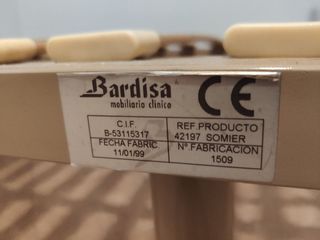 Bardisa
mobiliario clínico
CE
C.I.F.
B-53115317
FECHA FABRIC
11/01/99
REF.PRODUCTO
42197 SOMIER
Nº FABRICACION
1509